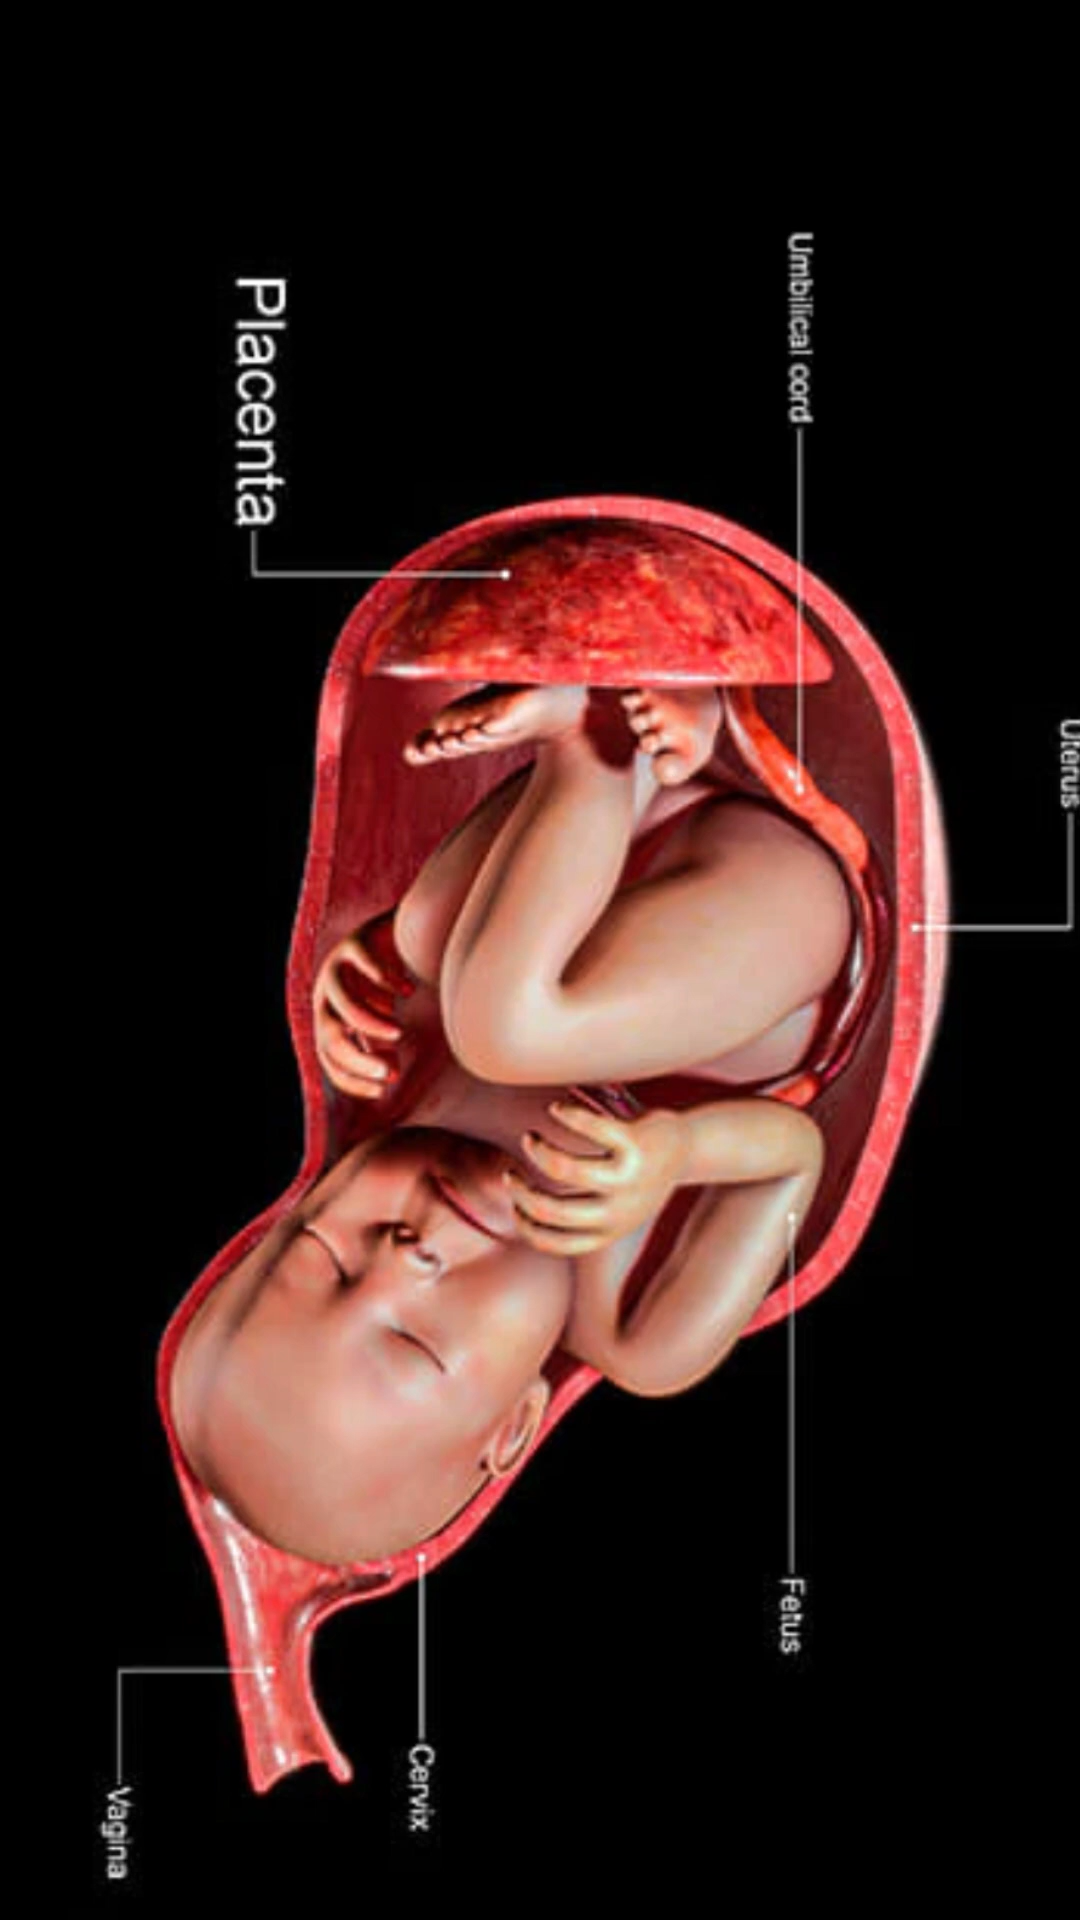 Umbilical cord
Placenta
Uterus
Fetus
Cervix
Vagina